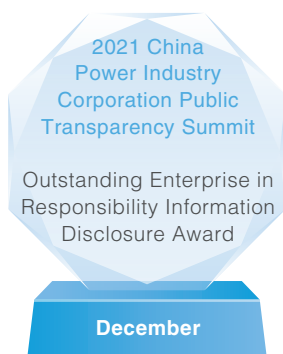 2021 China
Power Industry
Corporation Public
Transparency Summit
Outstanding Enterprise in
Responsibility Information
Disclosure Award
December